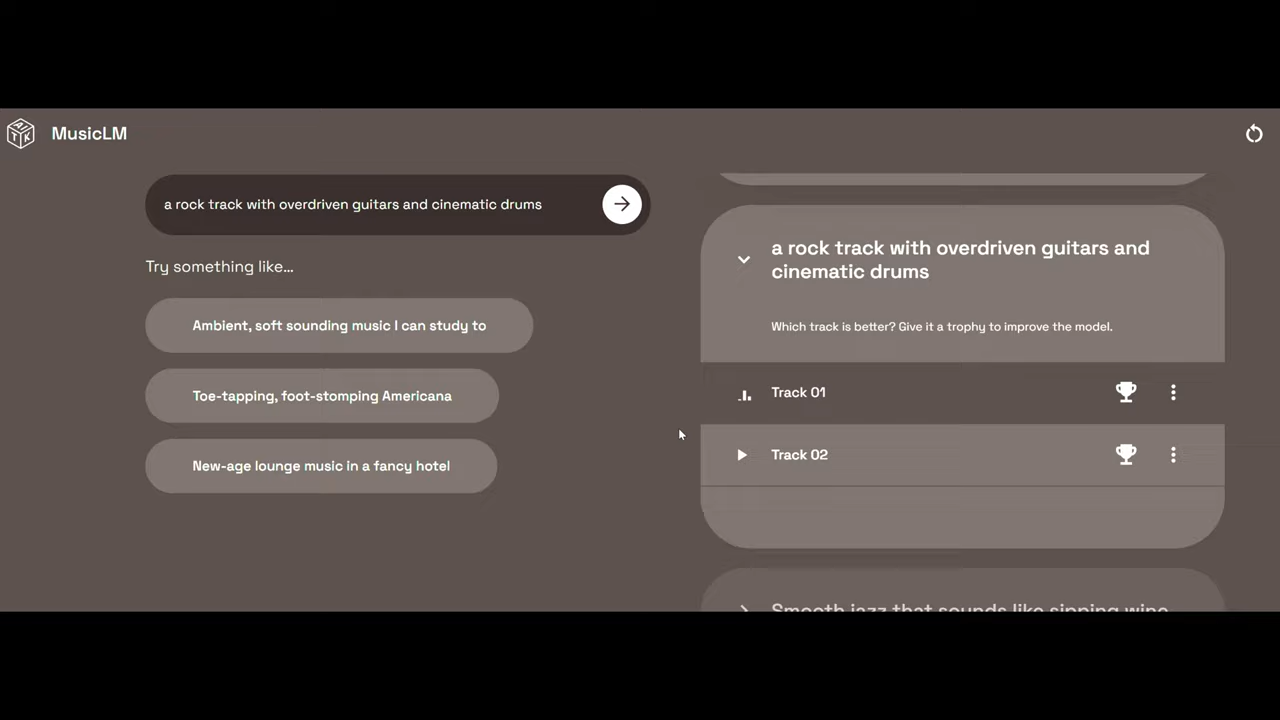 MusicLM
a rock track with overdriven guitars and cinematic drums
Try something like...
Ambient, soft sounding music I can study to
Toe-tapping, foot-stomping Americana
New-age lounge music in a fancy hotel
a rock track with overdriven guitars and
cinematic drums
Which track is better? Give it a trophy to improve the model.
Track 01
Track 02
Smooth jazz that sounds like sipping wine